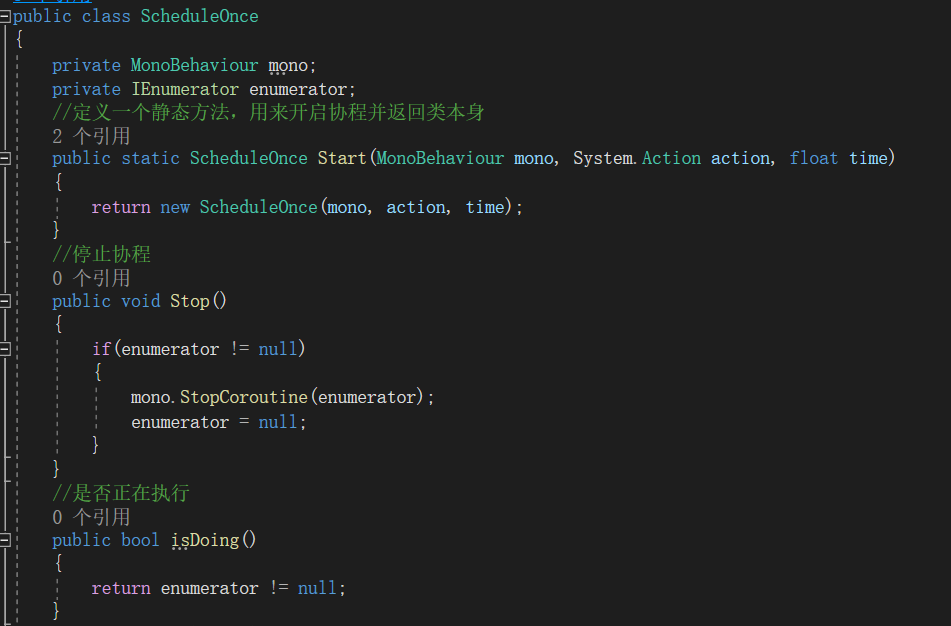 public class ScheduleOnce
{
    private MonoBehaviour mono;
    private IEnumerator enumerator;
    //定义一个静态方法，用来开启协程并返回类本身
    2 个引用
    public static ScheduleOnce Start(MonoBehaviour mono, System.Action action, float time)
    {
        return new ScheduleOnce(mono, action, time);
    }
    //停止协程
    0 个引用
    public void Stop()
    {
        if(enumerator != null)
        {
            mono.StopCoroutine(enumerator);
            enumerator = null;
        }
    }
    //是否正在执行
    0 个引用
    public bool isDoing()
    {
        return enumerator != null;
    }